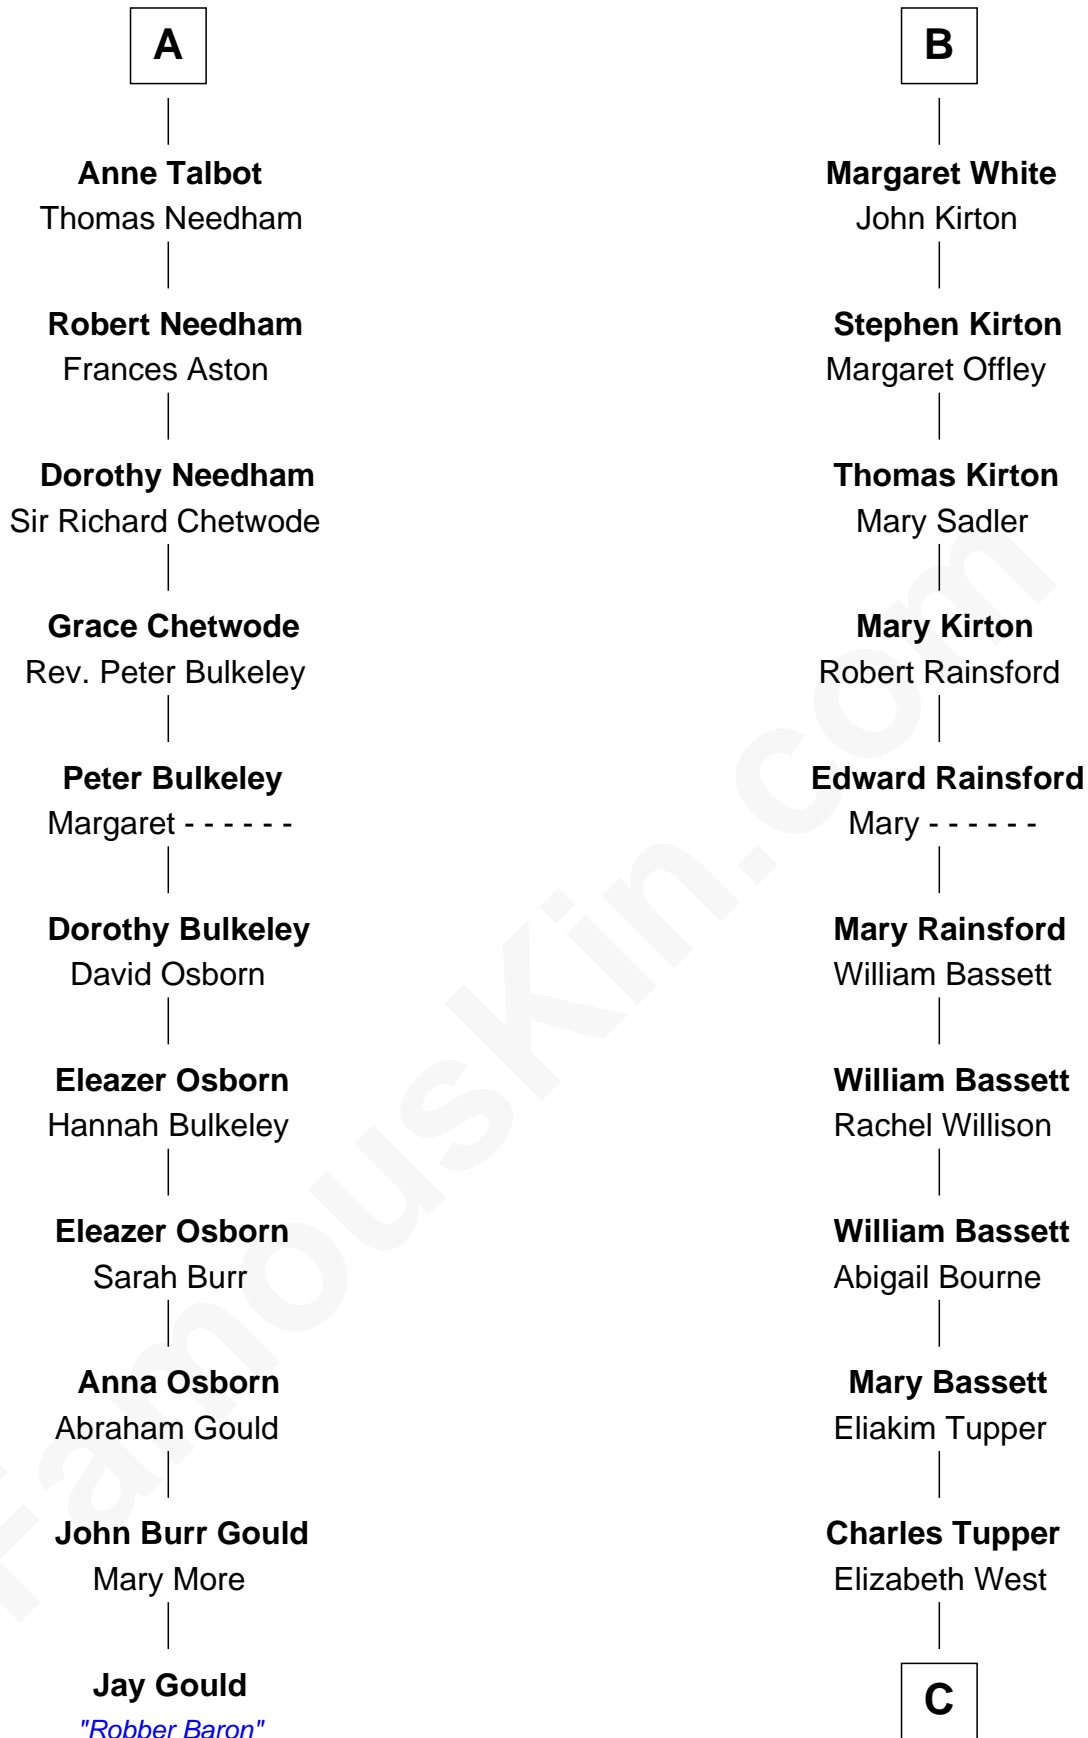 A
Anne Talbot
Thomas Needham
Robert Needham
Frances Aston
Dorothy Needham
Sir Richard Chetwode
Grace Chetwode
Rev. Peter Bulkeley
Peter Bulkeley
Margaret - - - - - -
Dorothy Bulkeley
David Osborn
Eleazer Osborn
Hannah Bulkeley
Eleazer Osborn
Sarah Burr
Anna Osborn
Abraham Gould
John Burr Gould
Mary More
Jay Gould
"Robber Baron"
B
Margaret White
John Kirton
Stephen Kirton
Margaret Offley
Thomas Kirton
Mary Sadler
Mary Kirton
Robert Rainsford
Edward Rainsford
Mary - - - - - -
Mary Rainsford
William Bassett
William Bassett
Rachel Willison
William Bassett
Abigail Bourne
Mary Bassett
Eliakim Tupper
Charles Tupper
Elizabeth West
C
FamousKin.com